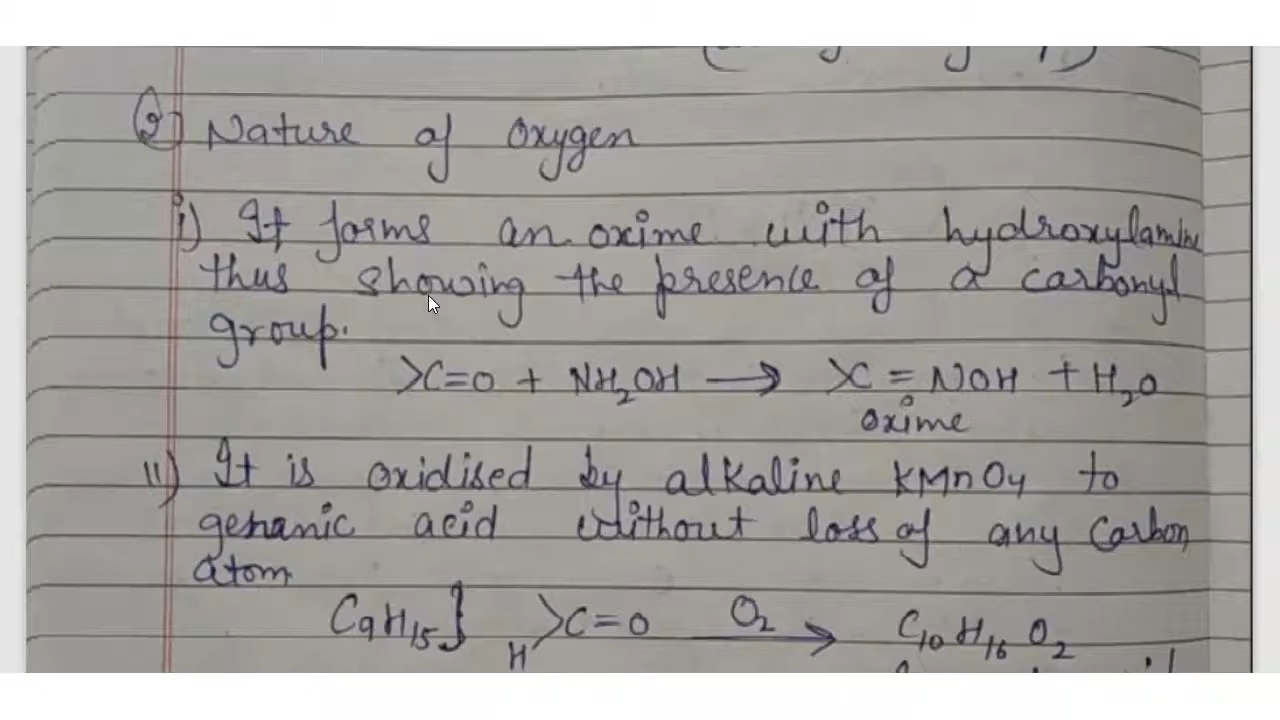 2) Nature of oxygen
i) It forms an oxime with hydroxylamine
thus showing the presence of a carbonyl
group.
>C=O + NH₂OH → >C=NOH + H₂O
oxime
ii) It is oxidised by alkaline KMnO₄ to
geranic acid without loss of any carbon
atom
C₉H₁₅} >C=O O₂ → C₁₀H₁₆O₂
H